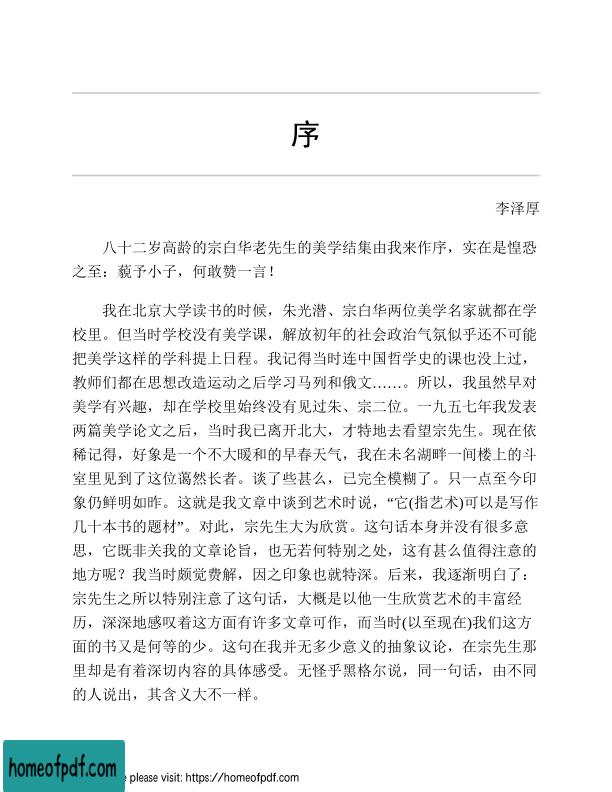 序
李泽厚
八十二岁高龄的宗白华老先生的美学结集由我来作序，实在是惶恐
之至：藐予小子，何敢赞一言！
我在北京大学读书的时候，朱光潜、宗白华两位美学名家就都在学
校里。但当时学校没有美学课，解放初年的社会政治气氛似乎还不可能
把美学这样的学科提上日程。我记得当时连中国哲学史的课也没上过，
教师们都在思想改造运动之后学习马列和俄文……。所以，我虽然早对
美学有兴趣，却在学校里始终没有见过朱、宗二位。一九五七年我发表
两篇美学论文之后，当时我已离开北大，才特地去看望宗先生。现在依
稀记得，好象是一个不大暖和的早春天气，我在未名湖畔一间楼上的斗
室里见到了这位蔼然长者。谈了些甚么，已完全模糊了。只一点至今印
象仍鲜明如昨。这就是我文章中谈到艺术时说，“它(指艺术)可以是写作
几十本书的题材”。对此，宗先生大为欣赏。这句话本身并没有很多意
思，它既非关我的文章论旨，也无若何特别之处，这有甚么值得注意的
地方呢？我当时颇觉费解，因之印象也就特深。后来，我逐渐明白了：
宗先生之所以特别注意了这句话，大概是以他一生欣赏艺术的丰富经
历，深深地感叹着这方面有许多文章可作，而当时(以至现在)我们这方
面的书又是何等的少。这句在我并无多少意义的抽象议论，在宗先生那
里却是有着深切内容的具体感受。无怪乎黑格尔说，同一句话，由不同
的人说出，其含义大不一样。
homeofpdf.com
e please visit: https://homeofpdf.com